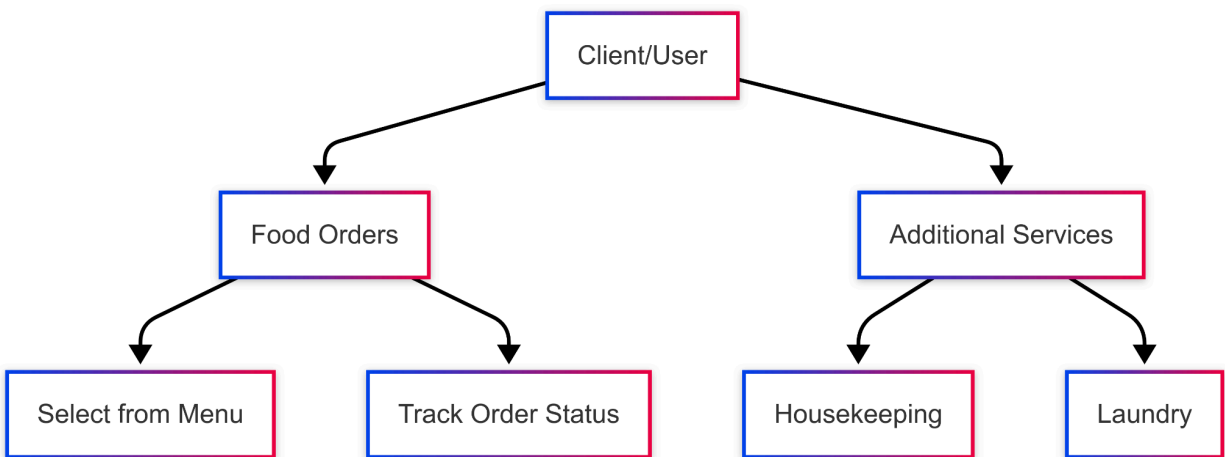 Client/User
Food Orders
Additional Services
Select from Menu
Track Order Status
Housekeeping
Laundry